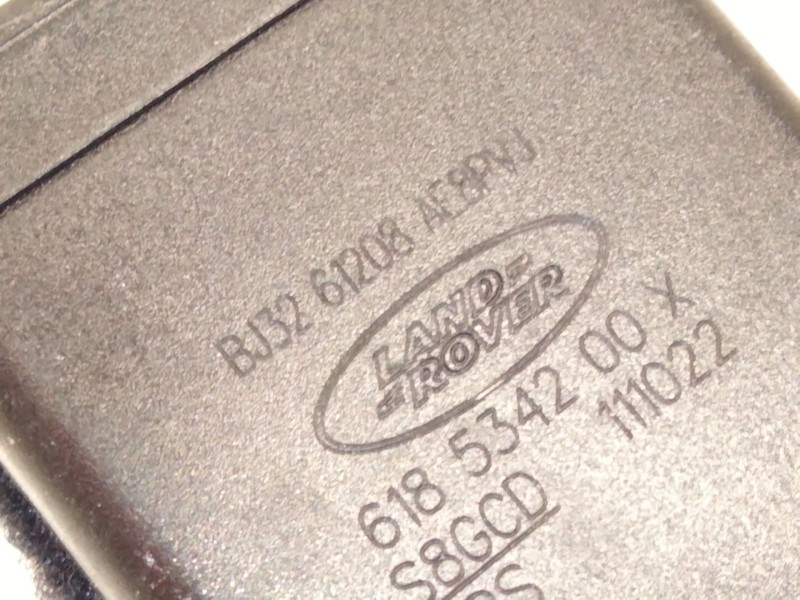 BJ32 61208 AE8PVJ
LAND
ROVER
618 5342 00 X
111022
S8GCD